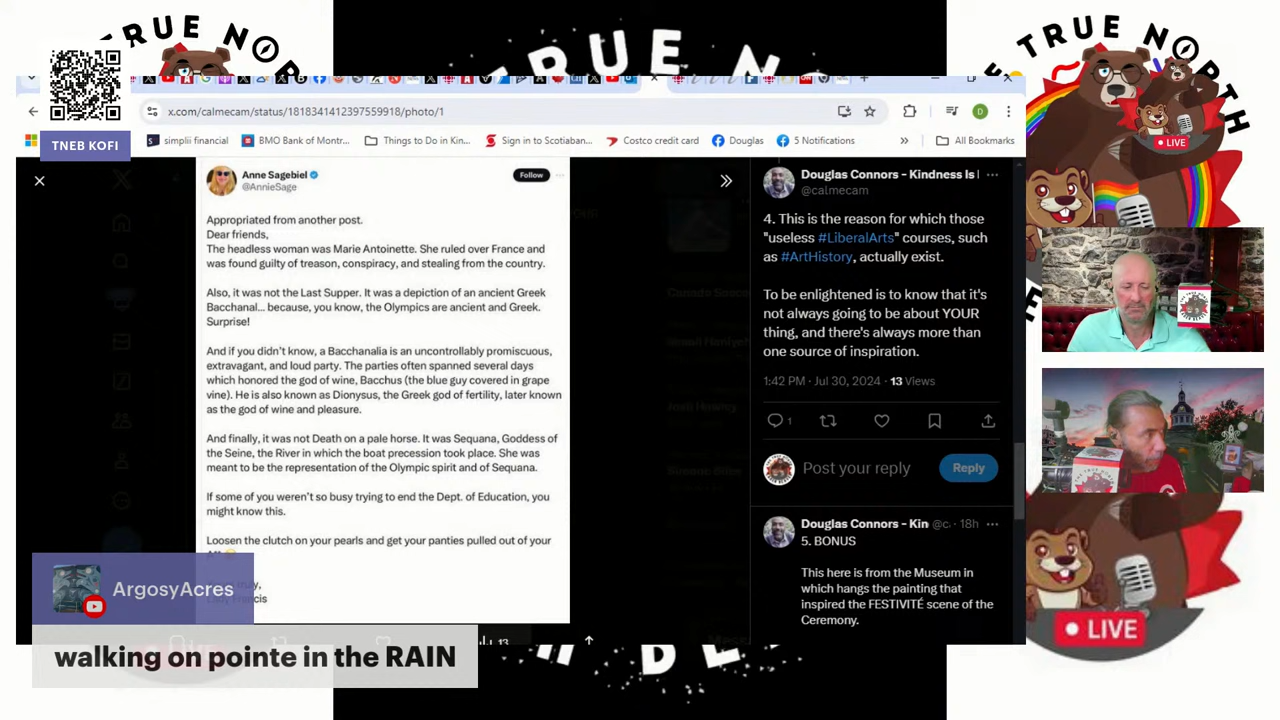 TRUE NORTH
TNEB KOFI
x.com/calmecam/status/1818341412397559918/photo/1
simplii financial
BMO Bank of Montr...
Things to Do in Kin...
Sign in to Scotiaban...
Costco credit card
Douglas
5 Notifications
All Bookmarks
Anne Sagebiel
@AnnieSage
Follow
Appropriated from another post.
Dear friends,
The headless woman was Marie Antoinette. She ruled over France and
was found guilty of treason, conspiracy, and stealing from the country.
Also, it was not the Last Supper. It was a depiction of an ancient Greek
Bacchanal... because, you know, the Olympics are ancient and Greek.
Surprise!
And if you didn't know, a Bacchanalia is an uncontrollably promiscuous,
extravagant, and loud party. The parties often spanned several days
which honored the god of wine, Bacchus (the blue guy covered in grape
vine). He is also known as Dionysus, the Greek god of fertility, later known
as the god of wine and pleasure.
And finally, it was not Death on a pale horse. It was Sequana, Goddess of
the Seine, the River in which the boat precession took place. She was
meant to be the representation of the Olympic spirit and of Sequana.
If some of you weren't so busy trying to end the Dept. of Education, you
might know this.
Loosen the clutch on your pearls and get your panties pulled out of your
13
Douglas Connors - Kindness Is
@calmecam
4. This is the reason for which those
"useless #LiberalArts" courses, such
as #ArtHistory, actually exist.
To be enlightened is to know that it's
not always going to be about YOUR
thing, and there's always more than
one source of inspiration.
1:42 PM · Jul 30, 2024 · 13 Views
1
Post your reply
Reply
Douglas Connors - Kin @c. · 18h
5. BONUS
This here is from the Museum in
which hangs the painting that
inspired the FESTIVITÉ scene of the
Ceremony.
TRUE NORTH
LIVE
LIVE
ArgosyAcres
walking on pointe in the RAIN